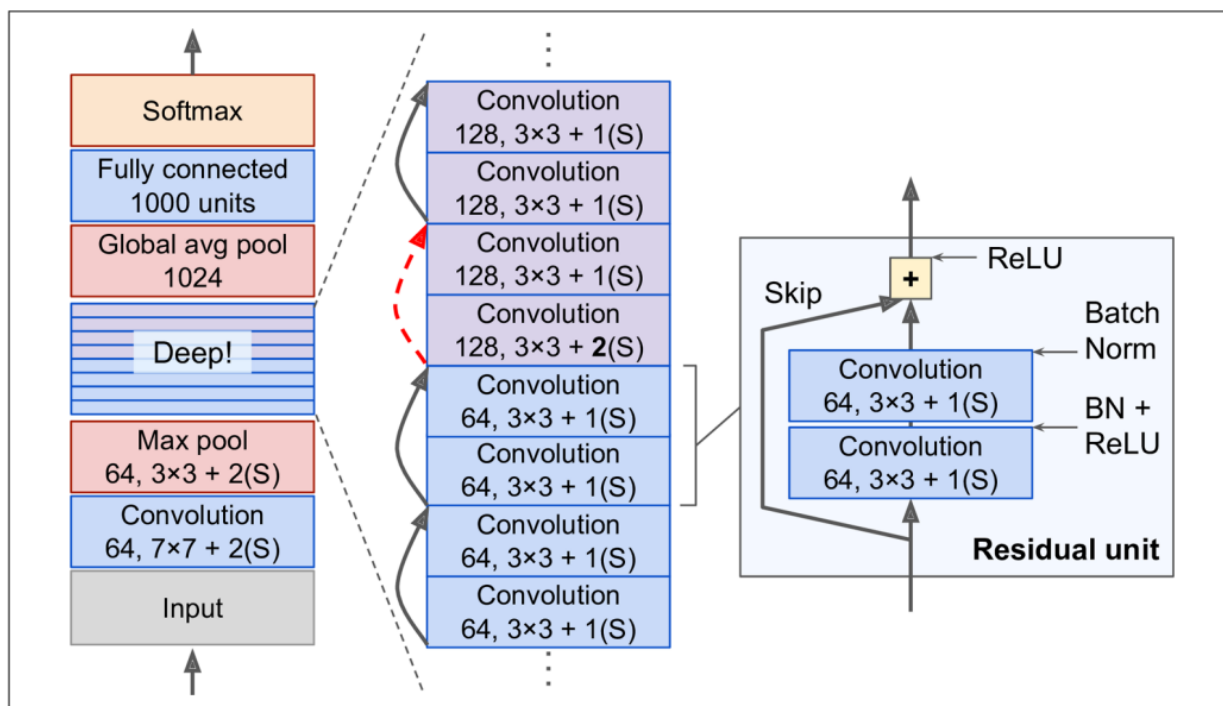 Softmax
Fully connected
1000 units
Global avg pool
1024
Deep!
Max pool
64, 3×3 + 2(S)
Convolution
64, 7×7 + 2(S)
Input
Convolution
128, 3×3 + 1(S)
Convolution
128, 3×3 + 1(S)
Convolution
128, 3×3 + 1(S)
Convolution
128, 3×3 + 2(S)
Convolution
64, 3×3 + 1(S)
Convolution
64, 3×3 + 1(S)
Convolution
64, 3×3 + 1(S)
Convolution
64, 3×3 + 1(S)
+
ReLU
Skip
Batch
Norm
Convolution
64, 3×3 + 1(S)
BN +
ReLU
Convolution
64, 3×3 + 1(S)
Residual unit